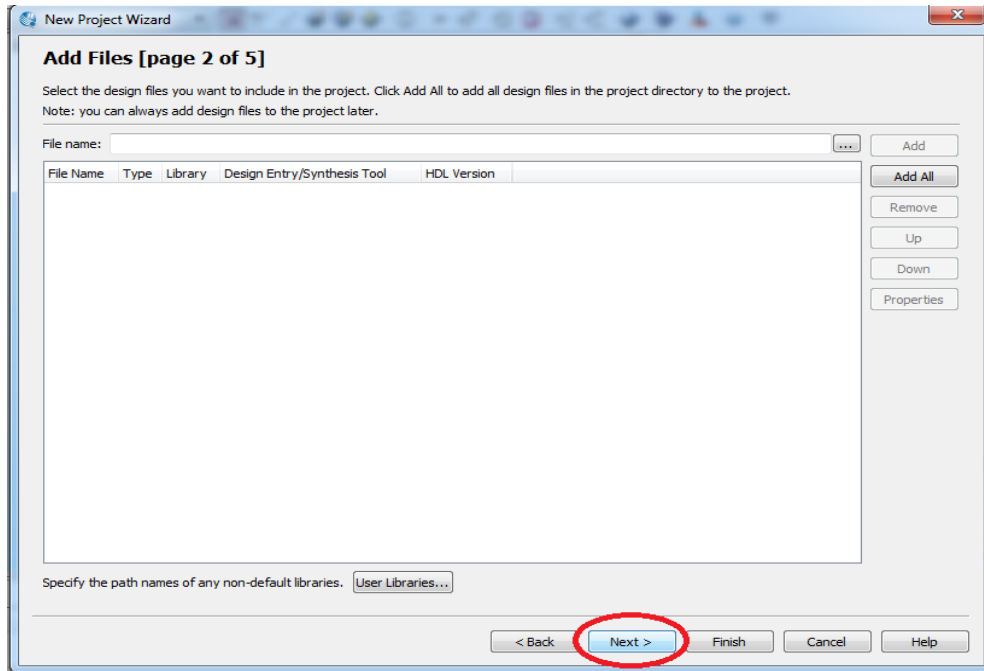 New Project Wizard
Add Files [page 2 of 5]
Select the design files you want to include in the project. Click Add All to add all design files in the project directory to the project.
Note: you can always add design files to the project later.
File name: ... Add
File Name Type Library Design Entry/Synthesis Tool HDL Version Add All
Remove
Up
Down
Properties
Specify the path names of any non-default libraries. User Libraries...
< Back Next > Finish Cancel Help